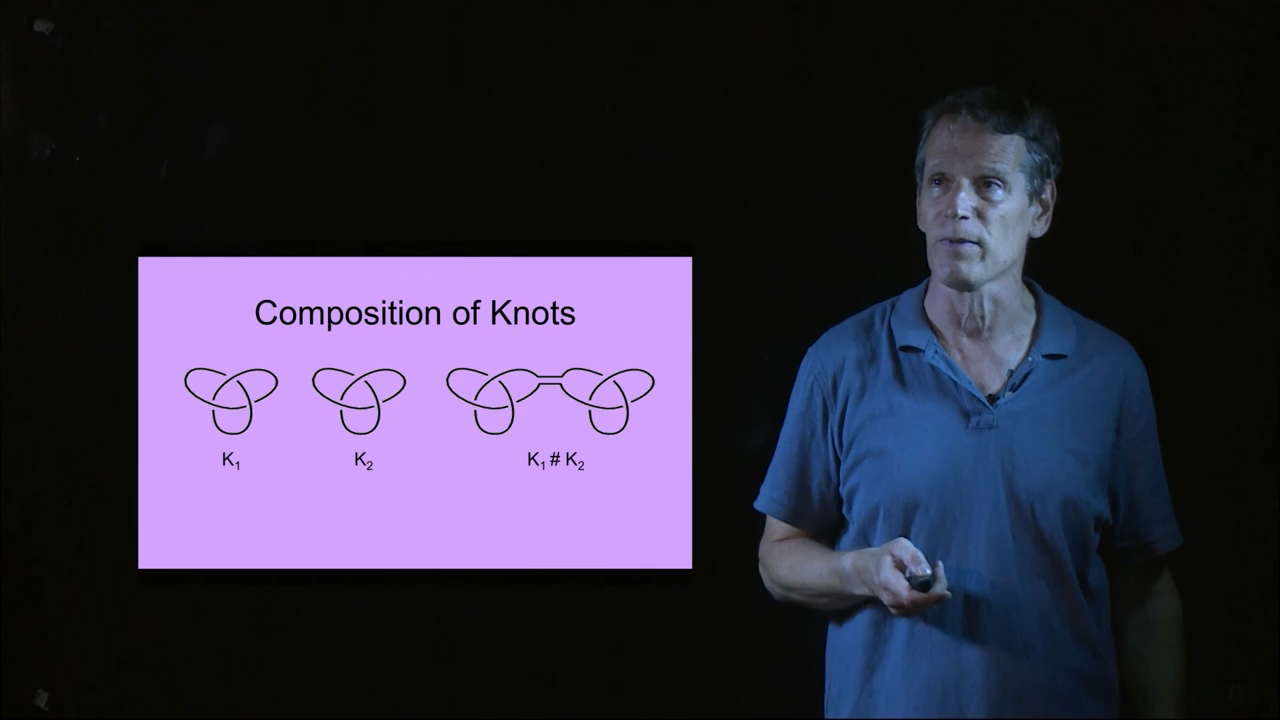 Composition of Knots
K₁ K₂ K₁ # K₂